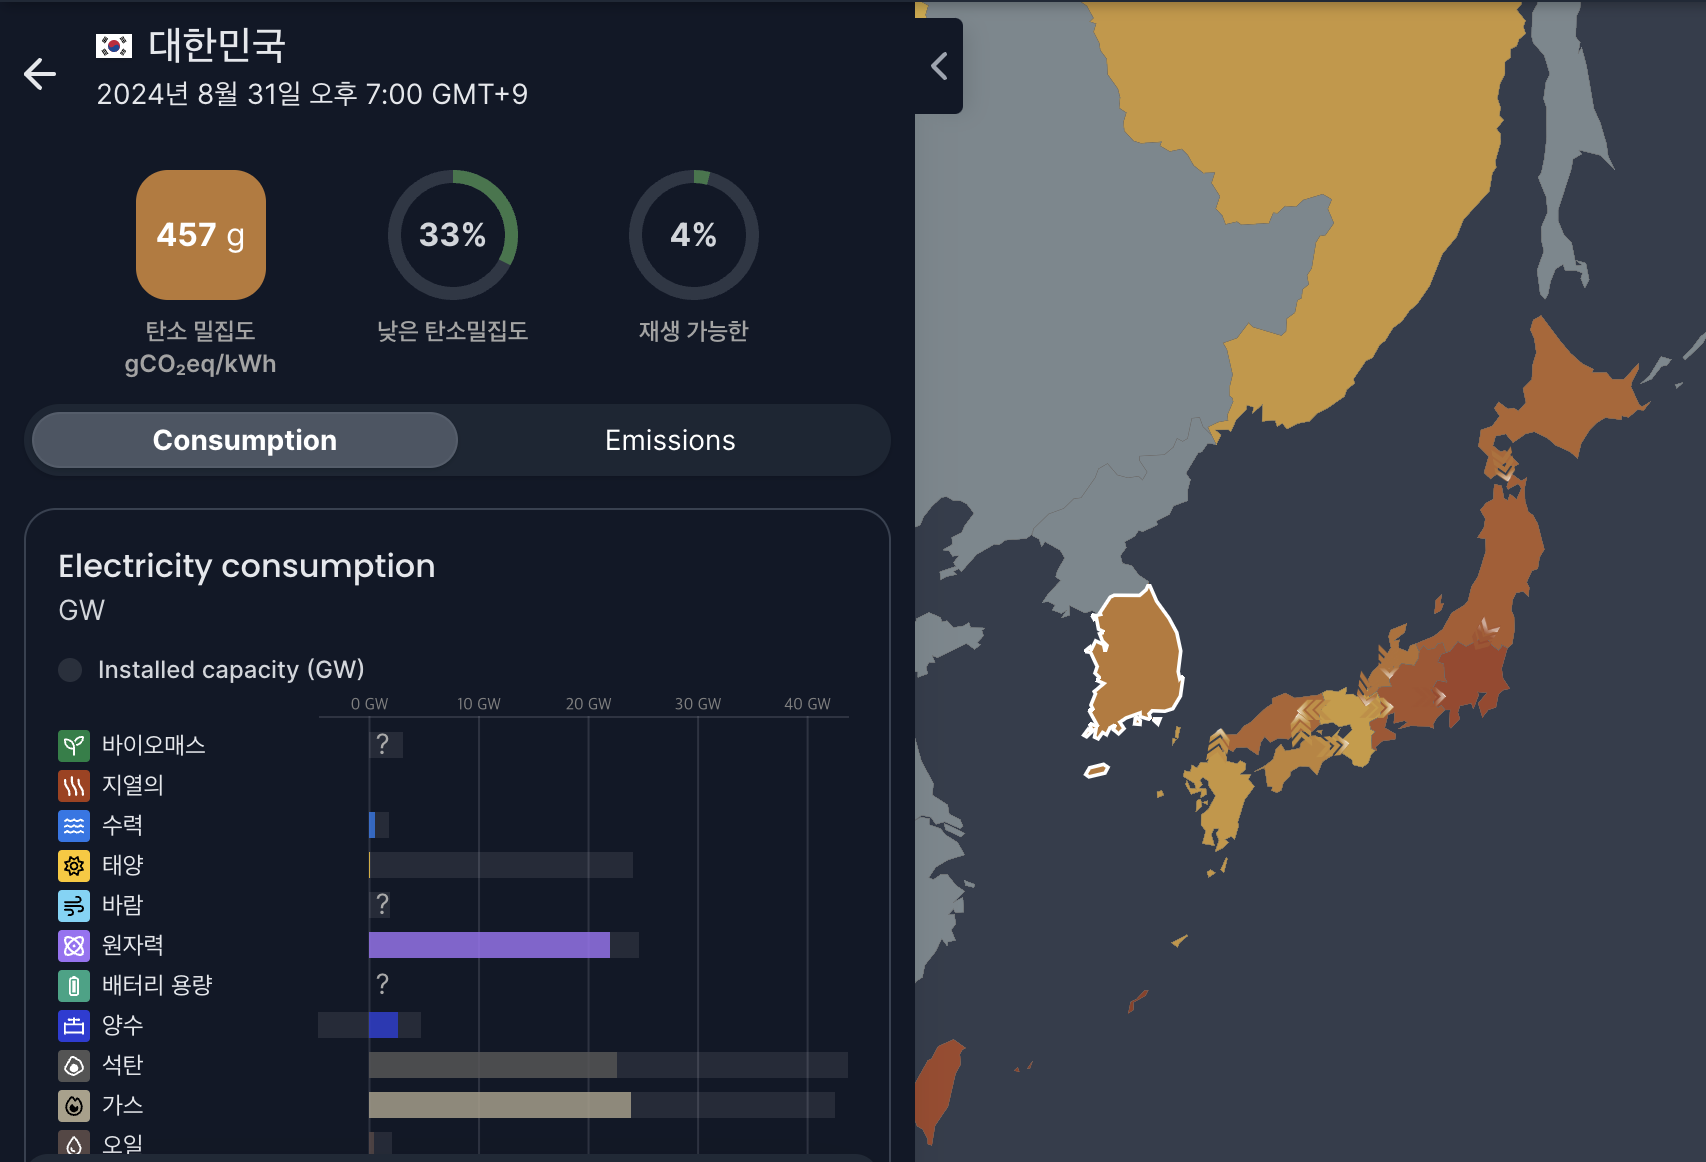 대한민국
2024년 8월 31일 오후 7:00 GMT+9
457 g
33%
4%
탄소 밀집도
gCO₂eq/kWh
낮은 탄소밀집도
재생 가능한
Consumption
Emissions
Electricity consumption
GW
Installed capacity (GW)
0 GW 10 GW 20 GW 30 GW 40 GW
바이오매스 ?
지열의
수력
태양
바람 ?
원자력
배터리 용량 ?
양수
석탄
가스
오일